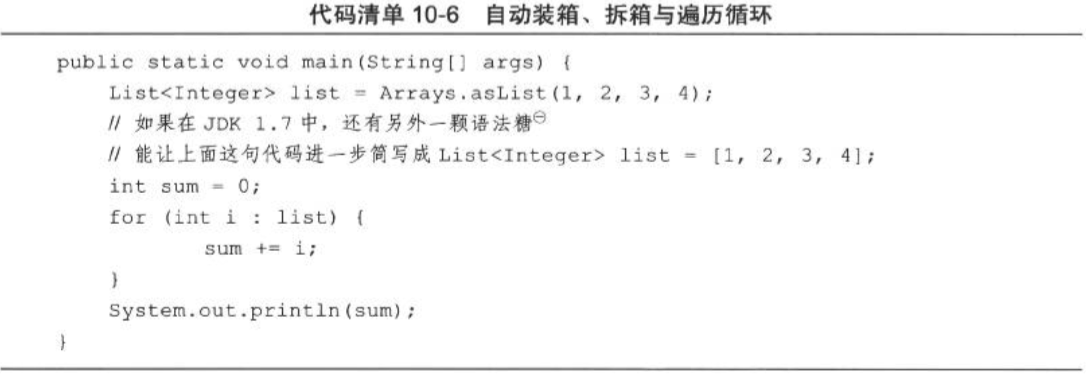 代码清单 10-6 自动装箱、拆箱与遍历循环
public static void main(String[] args) {
List<Integer> list = Arrays.asList(1, 2, 3, 4);
// 如果在 JDK 1.7 中，还有另外一颗语法糖⊖
// 能让上面这句代码进一步简写成 List<Integer> list = [1, 2, 3, 4];
int sum = 0;
for (int i : list) {
sum += i;
}
System.out.println(sum);
}